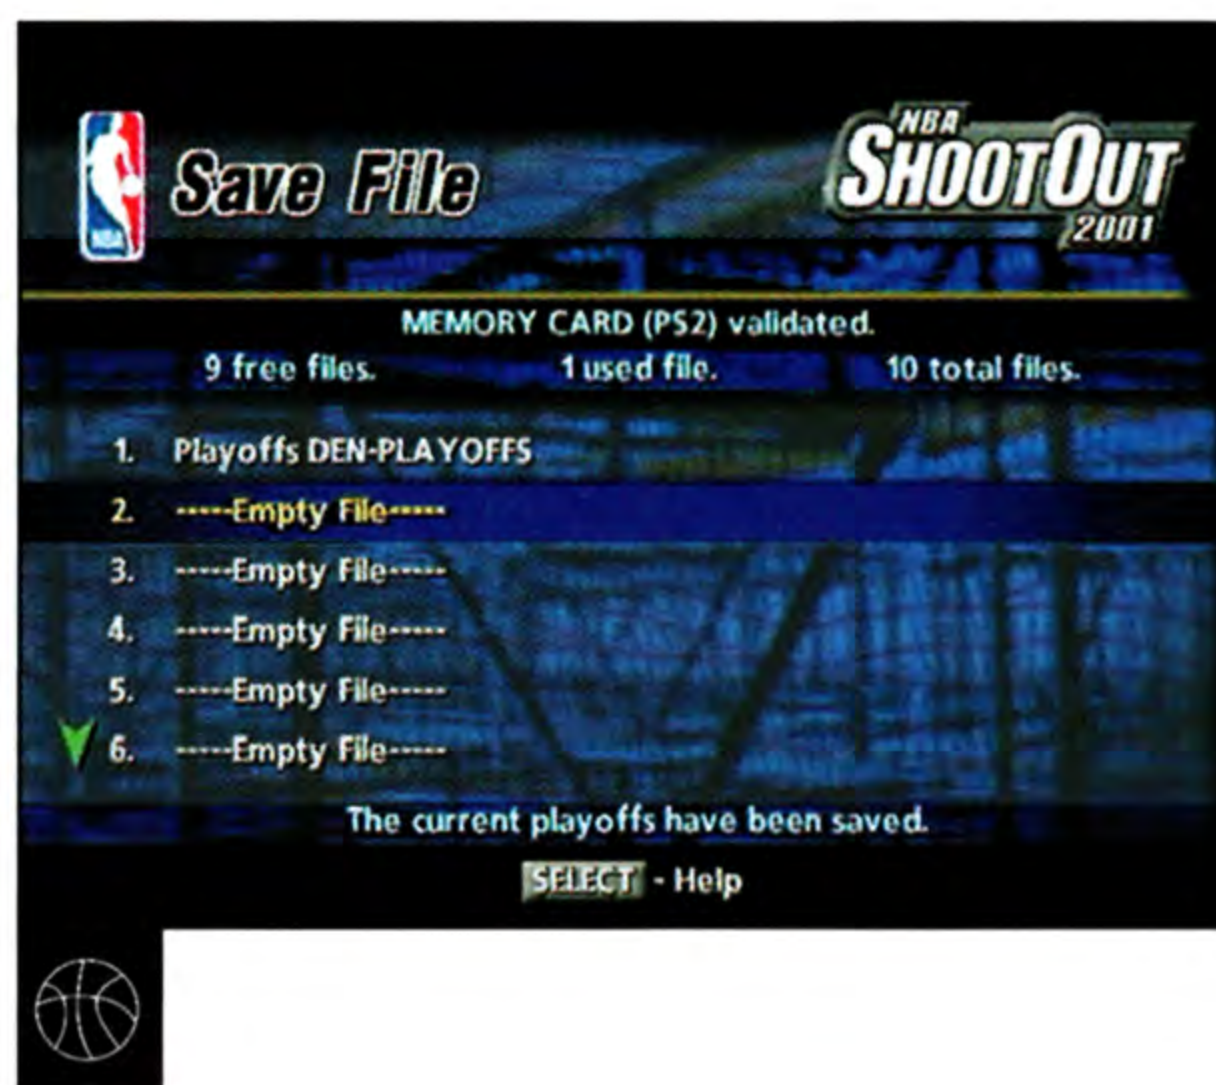 NBA
Save File
NBA
SHOOTOUT
2001
MEMORY CARD (PS2) validated.
9 free files. 1 used file. 10 total files.
1. Playoffs DEN-PLAYOFFS
2. -----Empty File-----
3. -----Empty File-----
4. -----Empty File-----
5. -----Empty File-----
6. -----Empty File-----
The current playoffs have been saved.
SELECT - Help